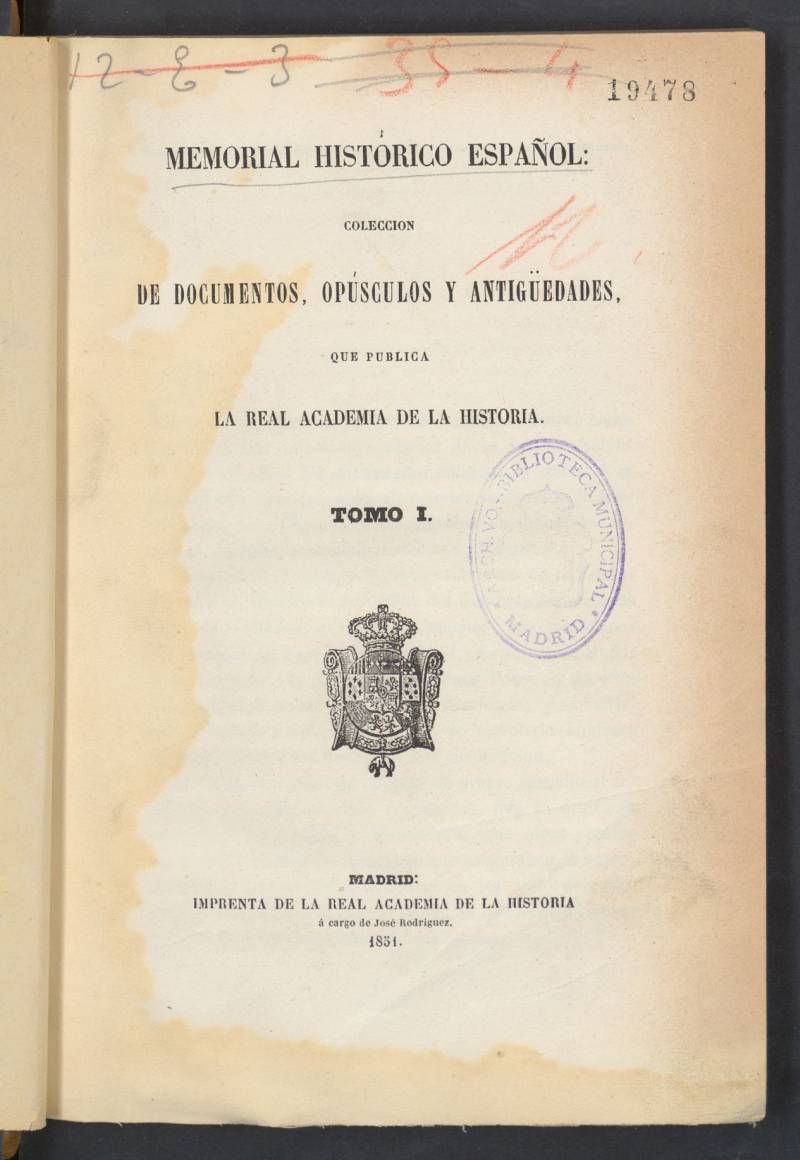 12-E-3 35-4
19478
MEMORIAL HISTÓRICO ESPAÑOL:
COLECCION
DE DOCUMENTOS, OPÚSCULOS Y ANTIGÜEDADES,
QUE PUBLICA
LA REAL ACADEMIA DE LA HISTORIA.
TOMO I.
ARCHIVO-BIBLIOTECA MUNICIPAL
MADRID
MADRID:
IMPRENTA DE LA REAL ACADEMIA DE LA HISTORIA
á cargo de José Rodriguez.
1851.